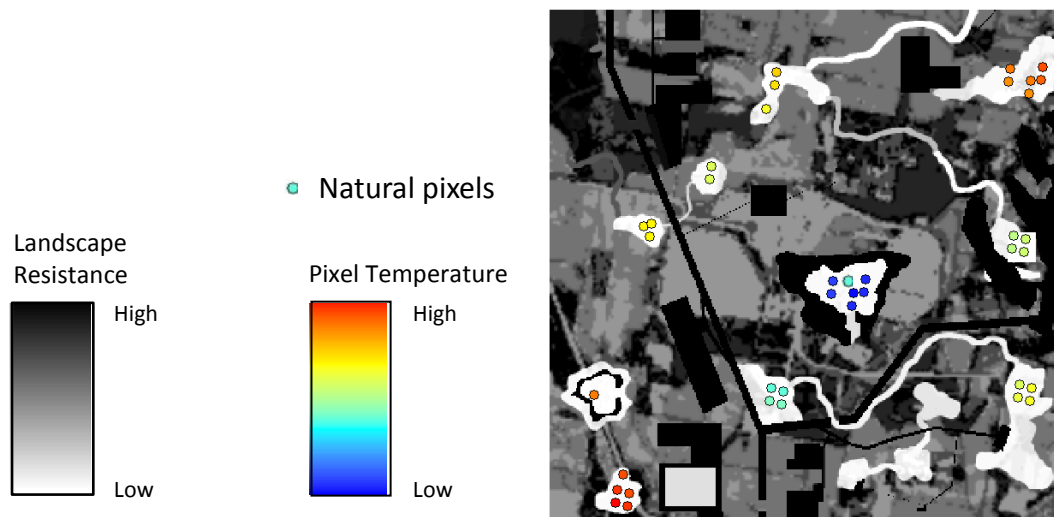 Natural pixels
Landscape
Resistance
High
Low
Pixel Temperature
High
Low